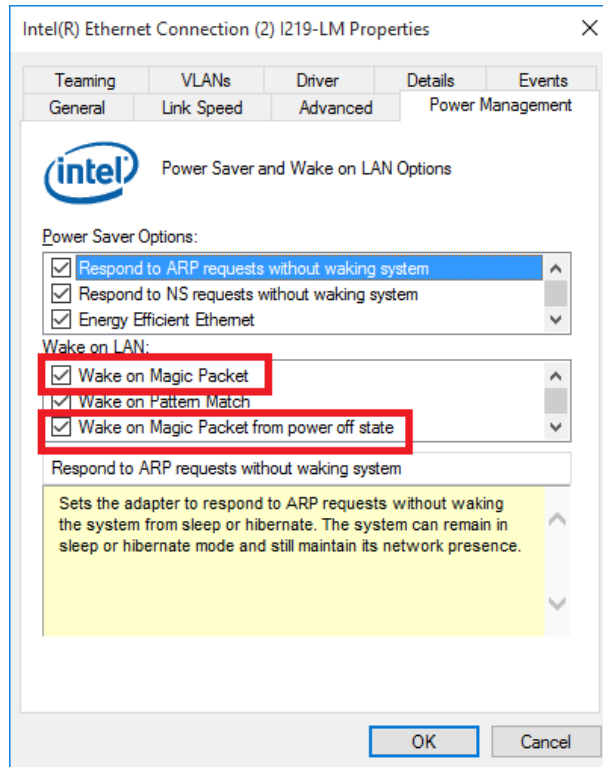 Intel(R) Ethernet Connection (2) I219-LM Properties
Teaming VLANs Driver Details Events
General Link Speed Advanced Power Management
intel Power Saver and Wake on LAN Options
Power Saver Options:
Respond to ARP requests without waking system
Respond to NS requests without waking system
Energy Efficient Ethernet
Wake on LAN:
Wake on Magic Packet
Wake on Pattern Match
Wake on Magic Packet from power off state
Respond to ARP requests without waking system
Sets the adapter to respond to ARP requests without waking
the system from sleep or hibernate. The system can remain in
sleep or hibernate mode and still maintain its network presence.
OK Cancel